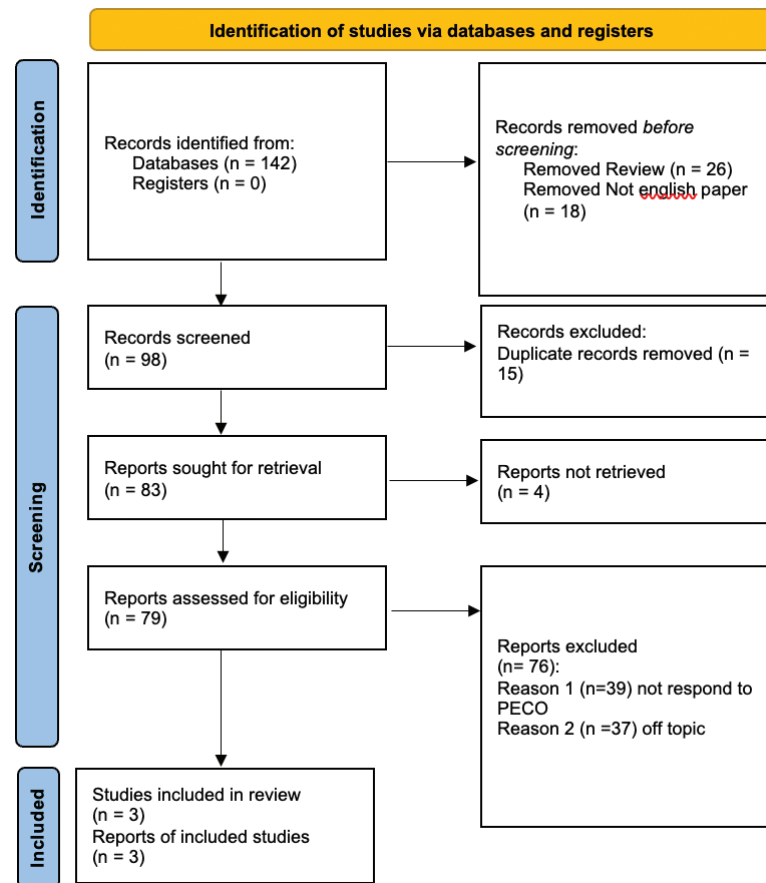 Identification of studies via databases and registers
Identification
Records identified from:
Databases (n = 142)
Registers (n = 0)
Records removed before
screening:
Removed Review (n = 26)
Removed Not english paper
(n = 18)
Screening
Records screened
(n = 98)
Records excluded:
Duplicate records removed (n =
15)
Reports sought for retrieval
(n = 83)
Reports not retrieved
(n = 4)
Reports assessed for eligibility
(n = 79)
Reports excluded
(n= 76):
Reason 1 (n=39) not respond to
PECO
Reason 2 (n =37) off topic
Included
Studies included in review
(n = 3)
Reports of included studies
(n = 3)